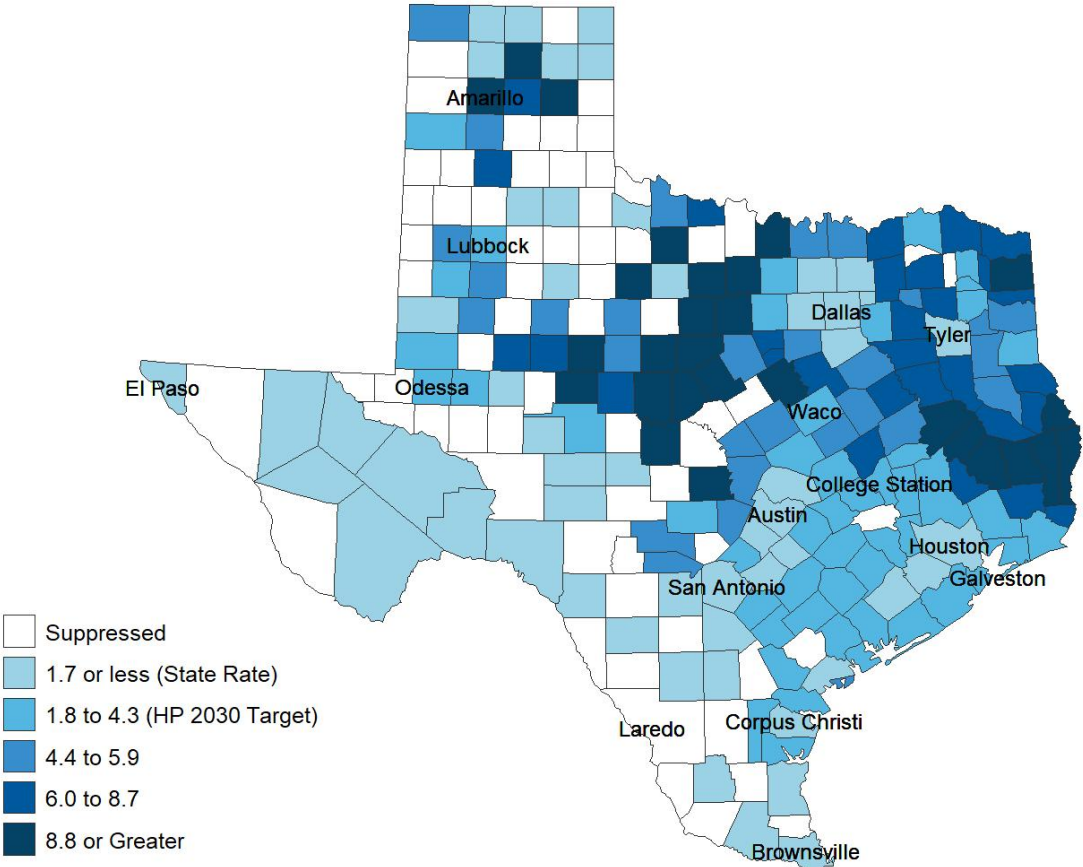 Amarillo
Lubbock
Dallas
Tyler
El Paso
Odessa
Waco
College Station
Austin
Houston
San Antonio
Galveston
Suppressed
1.7 or less (State Rate)
1.8 to 4.3 (HP 2030 Target)
Laredo
Corpus Christi
4.4 to 5.9
6.0 to 8.7
8.8 or Greater
Brownsville